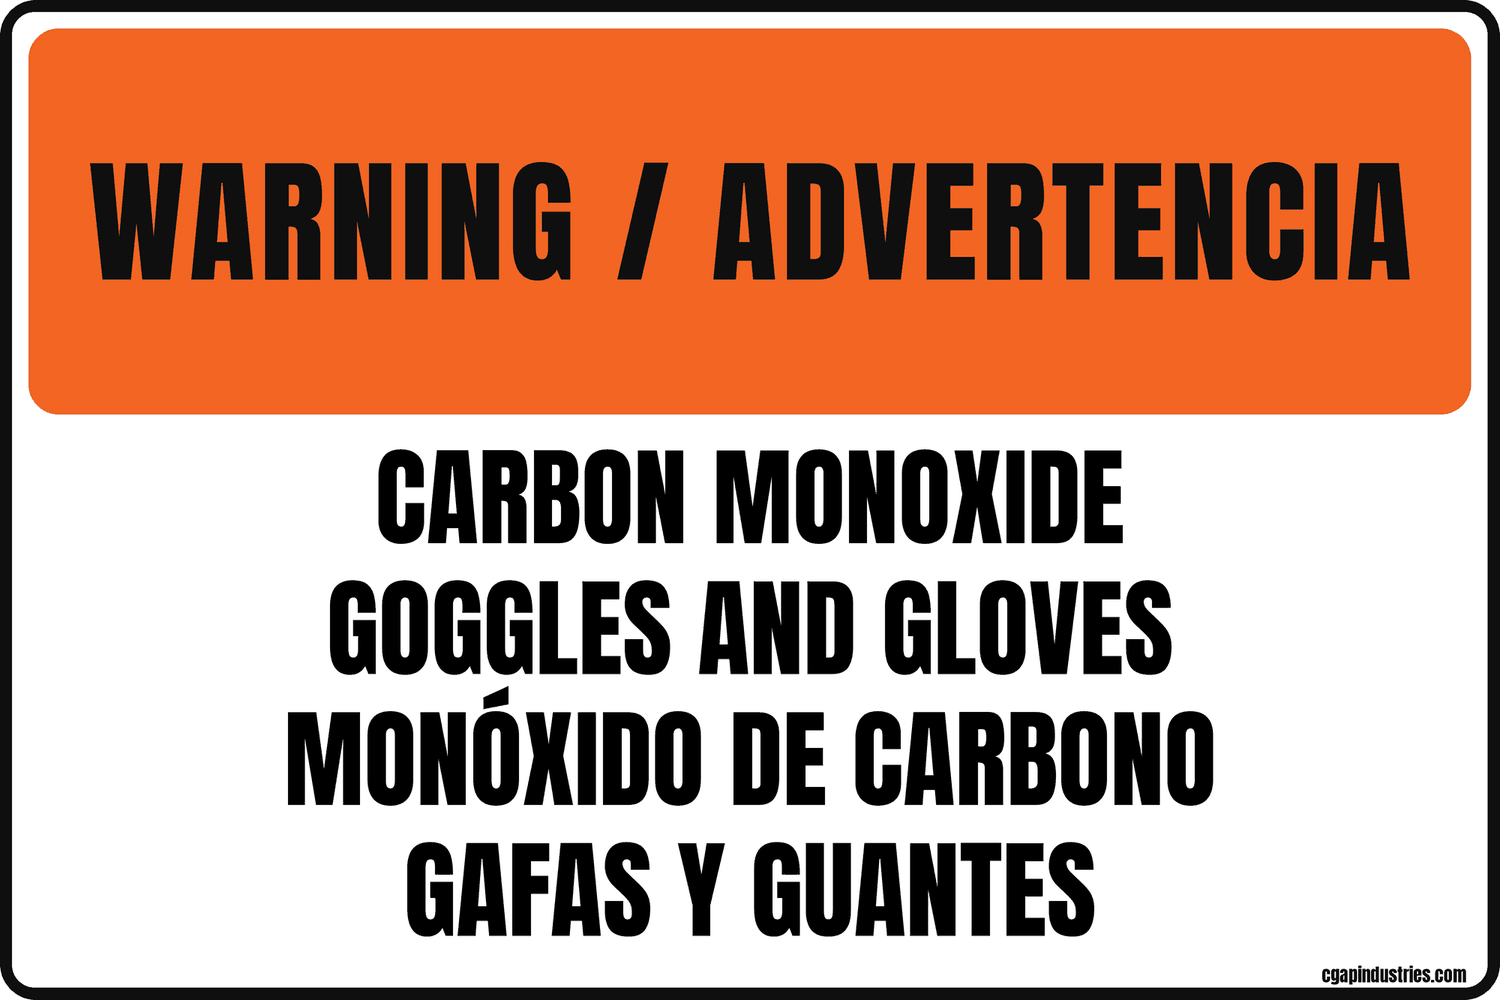 WARNING / ADVERTENCIA
CARBON MONOXIDE
GOGGLES AND GLOVES
MONÓXIDO DE CARBONO
GAFAS Y GUANTES
cgapindustries.com